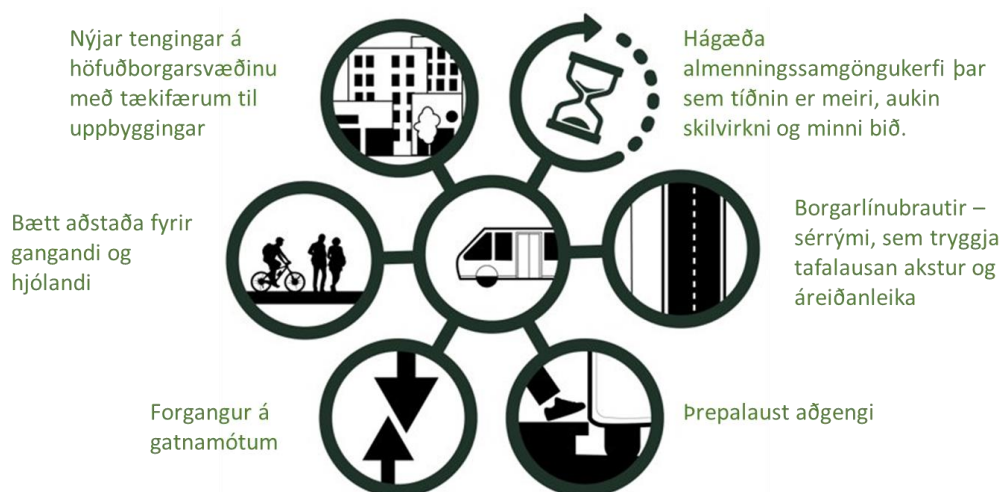 Nýjar tengingar á
höfuðborgarsvæðinu
með tækifærum til
uppbyggingar
Hágæða
almenningssamgöngukerfi þar
sem tíðnin er meiri, aukin
skilvirkni og minni bið.
Bætt aðstaða fyrir
gangandi og
hjólandi
Borgarlínubrautir –
sérrými, sem tryggja
tafalausan akstur og
áreiðanleika
Forgangur á
gatnamótum
Þrepalaust aðgengi